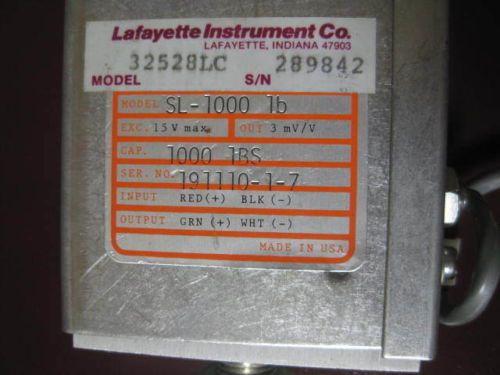 Lafayette Instrument Co.
LAFAYETTE, INDIANA 47903
32528LC 289842
MODEL S/N
MODEL SL-1000 lb
EXC. 15V max. OUT 3 mV/V
CAP. 1000 lBS
SER. NO. 191110-1-7
INPUT RED(+) BLK(-)
OUTPUT GRN (+) WHT (-)
MADE IN USA